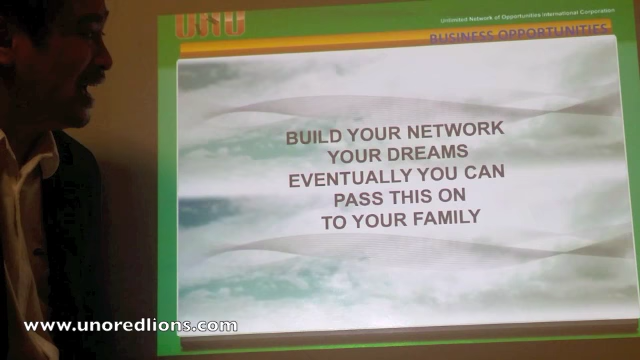 UNO
Unlimited Network of Opportunities International Corporation
BUSINESS OPPORTUNITIES
BUILD YOUR NETWORK
YOUR DREAMS
EVENTUALLY YOU CAN
PASS THIS ON
TO YOUR FAMILY
www.unoredlions.com